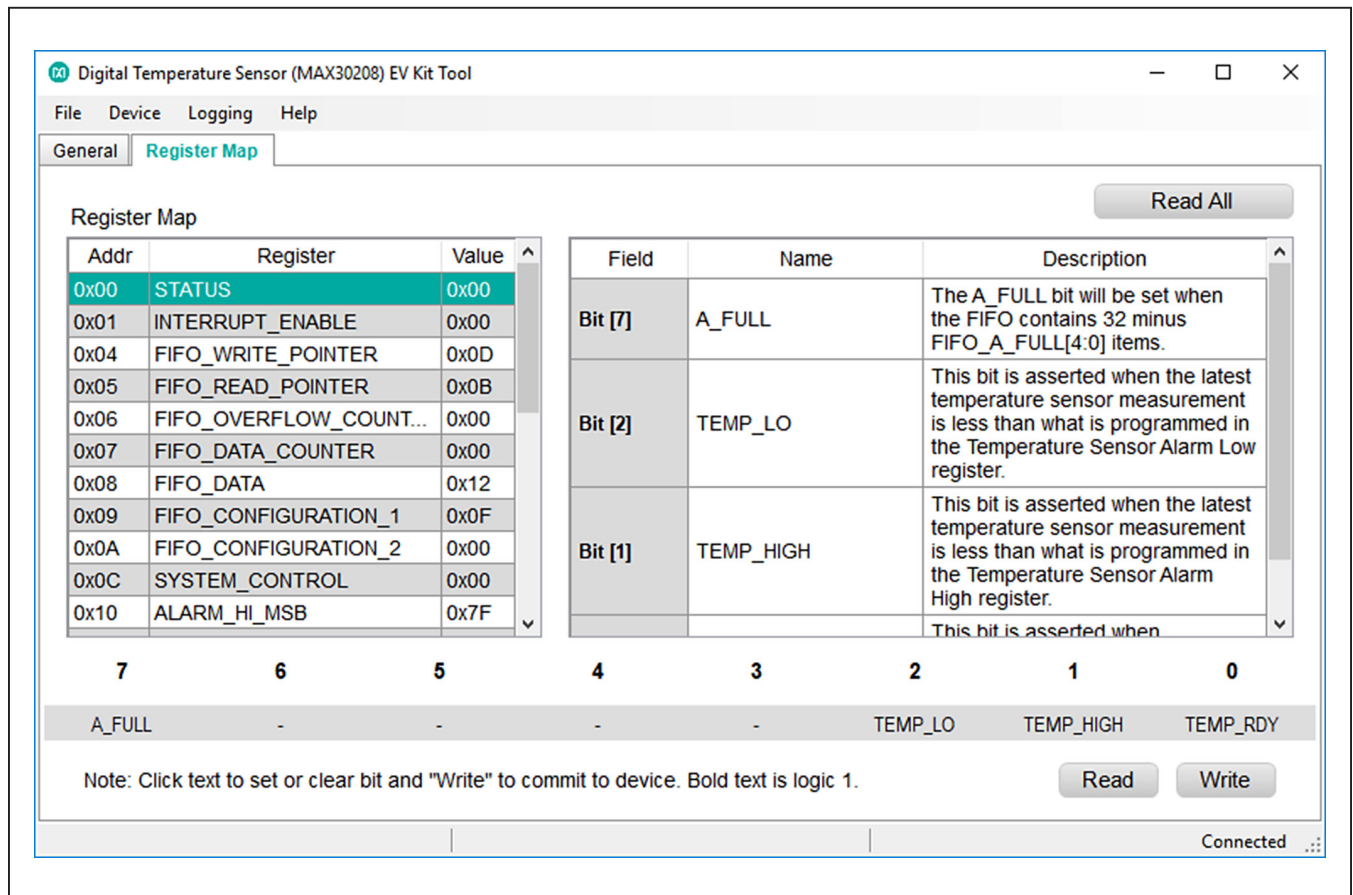 Digital Temperature Sensor (MAX30208) EV Kit Tool
File Device Logging Help
General Register Map
Read All
Register Map
Addr Register Value
0x00 STATUS 0x00
0x01 INTERRUPT_ENABLE 0x00
0x04 FIFO_WRITE_POINTER 0x0D
0x05 FIFO_READ_POINTER 0x0B
0x06 FIFO_OVERFLOW_COUNT... 0x00
0x07 FIFO_DATA_COUNTER 0x00
0x08 FIFO_DATA 0x12
0x09 FIFO_CONFIGURATION_1 0x0F
0x0A FIFO_CONFIGURATION_2 0x00
0x0C SYSTEM_CONTROL 0x00
0x10 ALARM_HI_MSB 0x7F
Field Name Description
Bit [7] A_FULL
The A_FULL bit will be set when
the FIFO contains 32 minus
FIFO_A_FULL[4:0] items.
Bit [2] TEMP_LO
This bit is asserted when the latest
temperature sensor measurement
is less than what is programmed in
the Temperature Sensor Alarm Low
register.
Bit [1] TEMP_HIGH
This bit is asserted when the latest
temperature sensor measurement
is less than what is programmed in
the Temperature Sensor Alarm
High register.
This bit is asserted when
7 6 5 4 3 2 1 0
A_FULL - - - - TEMP_LO TEMP_HIGH TEMP_RDY
Note: Click text to set or clear bit and "Write" to commit to device. Bold text is logic 1.
Read Write
Connected